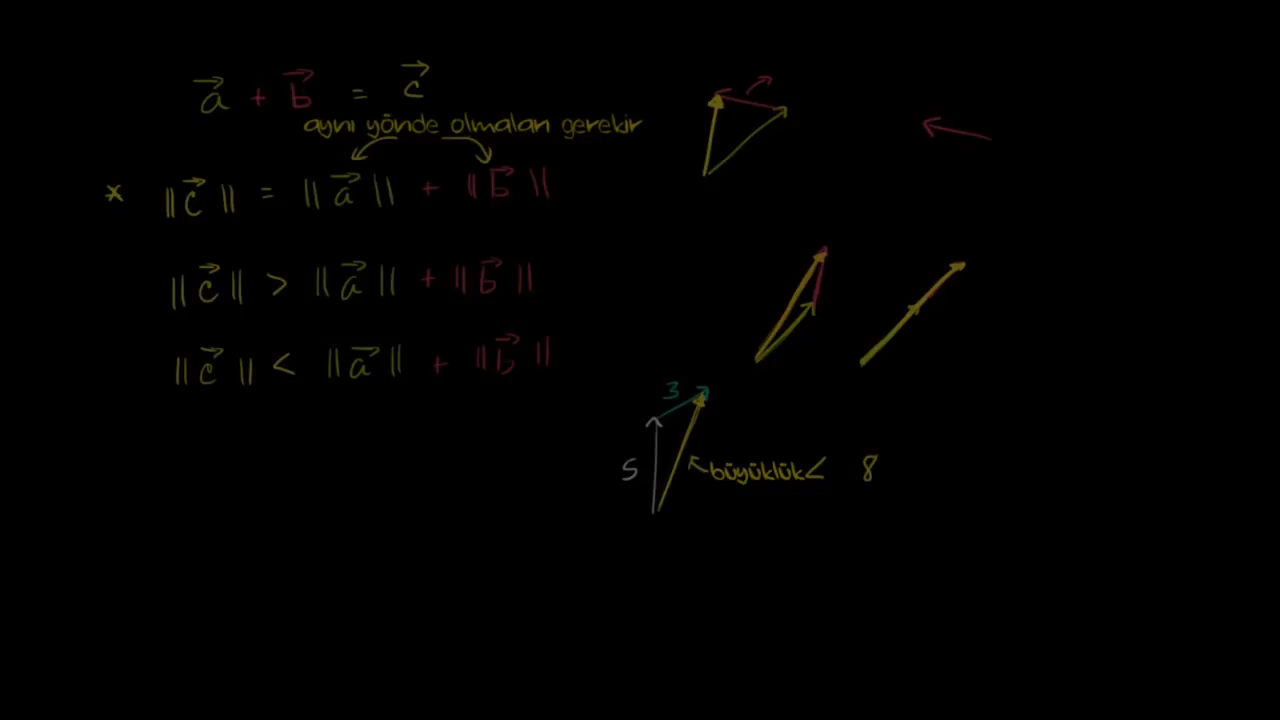 a + b = c
aynı yönde olmaları gerekir
* ||c|| = ||a|| + ||b||
||c|| > ||a|| + ||b||
||c|| < ||a|| + ||b||
3
5
büyüklük < 8